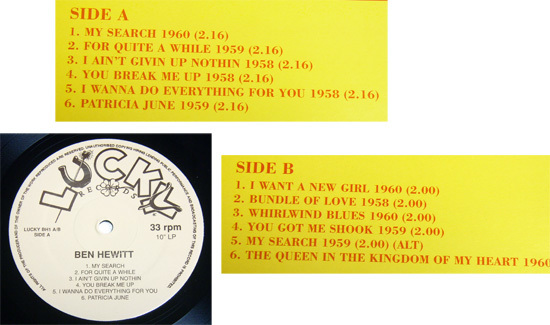 SIDE A
1. MY SEARCH 1960 (2.16)
2. FOR QUITE A WHILE 1959 (2.16)
3. I AIN'T GIVIN UP NOTHIN 1958 (2.16)
4. YOU BREAK ME UP 1958 (2.16)
5. I WANNA DO EVERYTHING FOR YOU 1958 (2.16)
6. PATRICIA JUNE 1959 (2.16)
LUCKY
RECORDS
LUCKY BH1 A/B
SIDE A
33 rpm
10" LP
BEN HEWITT
1. MY SEARCH
2. FOR QUITE A WHILE
3. I AIN'T GIVIN UP NOTHIN
4. YOU BREAK ME UP
5. I WANNA DO EVERYTHING FOR YOU
6. PATRICIA JUNE
SIDE B
1. I WANT A NEW GIRL 1960 (2.00)
2. BUNDLE OF LOVE 1958 (2.00)
3. WHIRLWIND BLUES 1960 (2.00)
4. YOU GOT ME SHOOK 1959 (2.00)
5. MY SEARCH 1959 (2.00) (ALT)
6. THE QUEEN IN THE KINGDOM OF MY HEART 1960